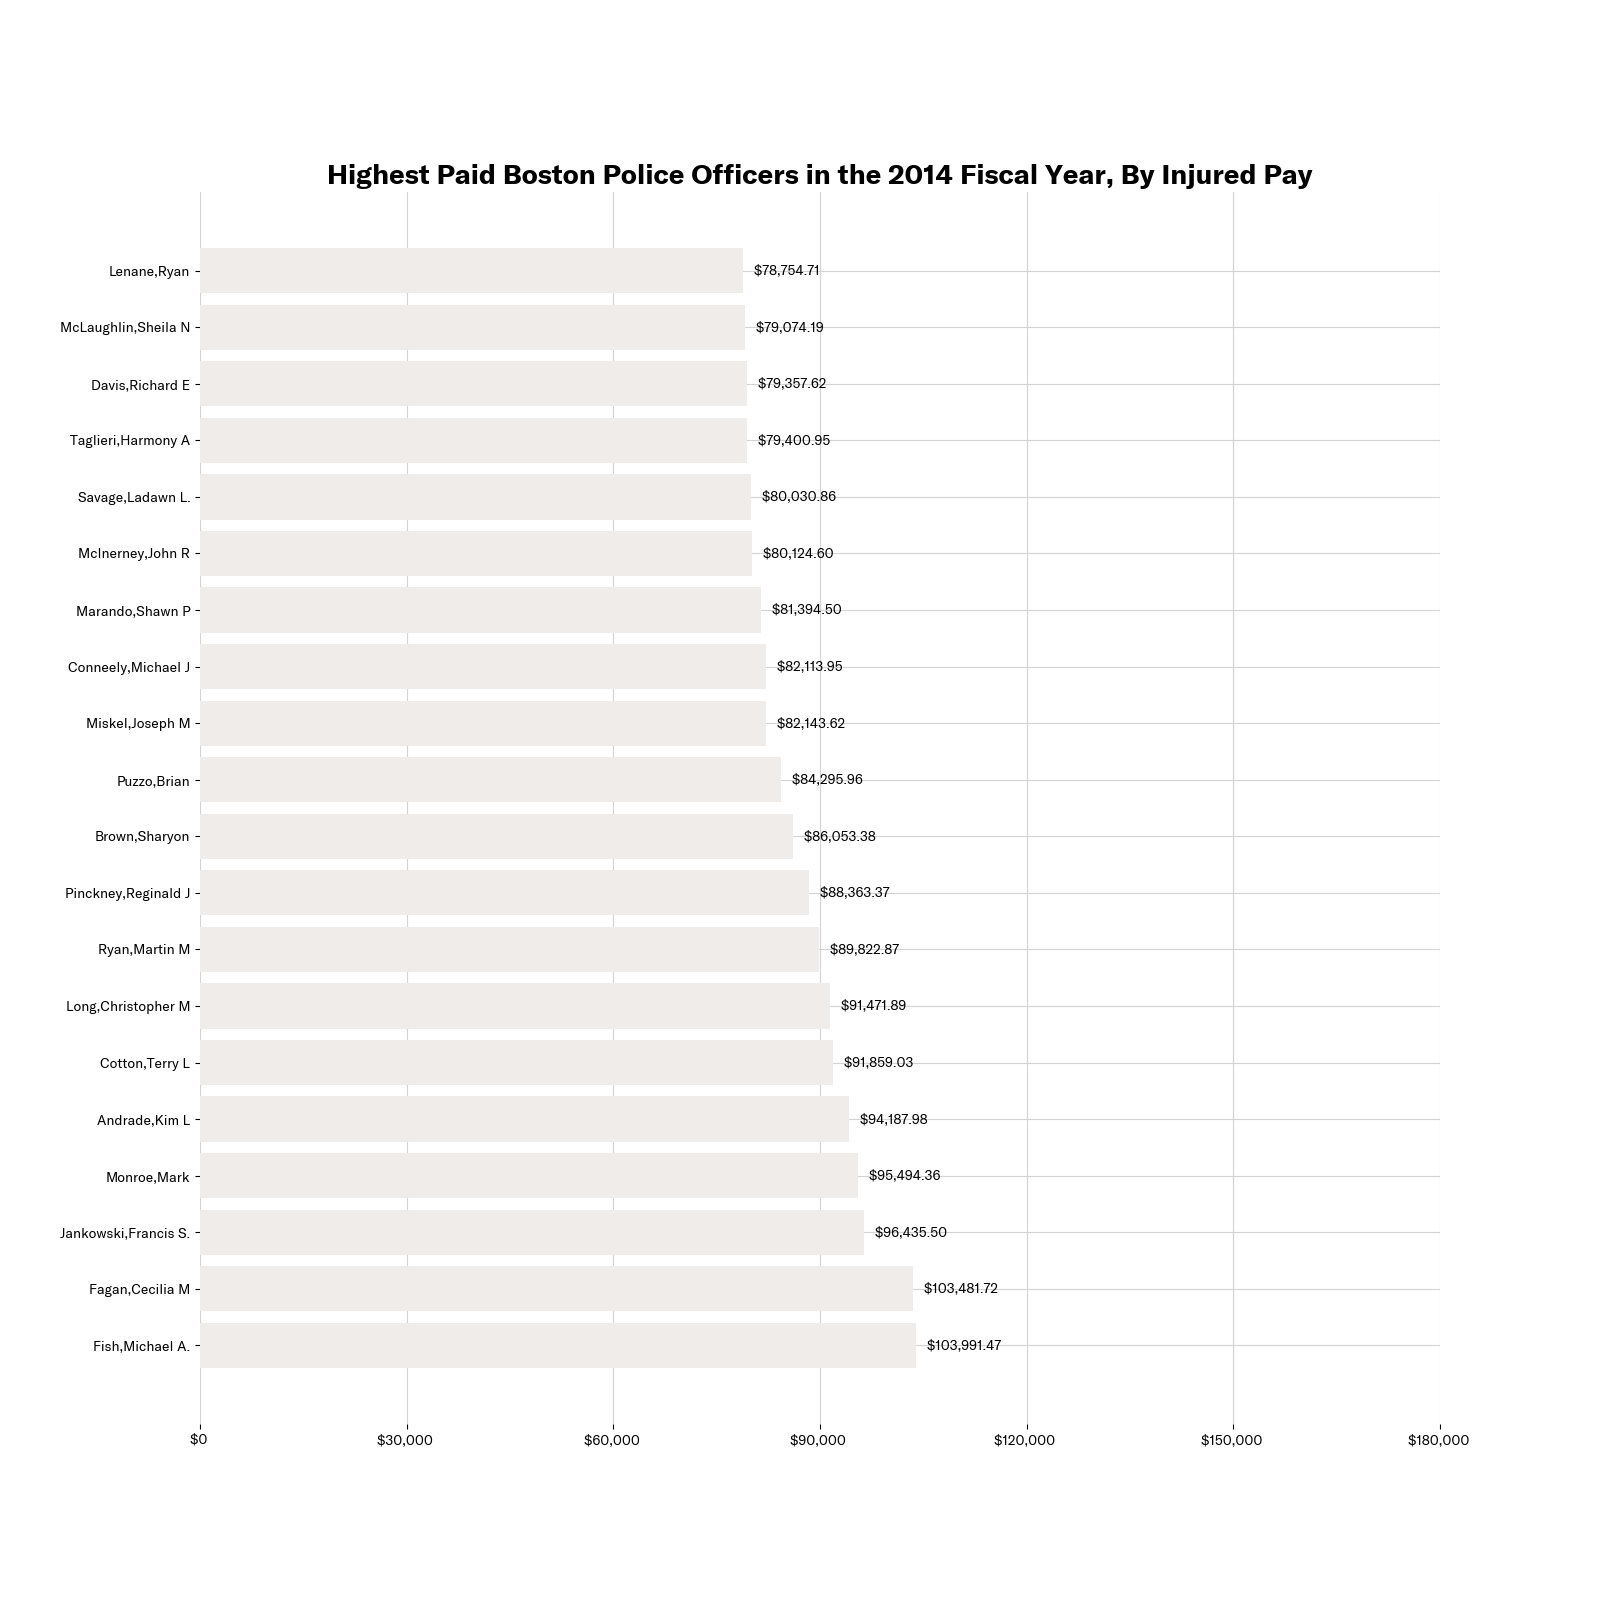 Highest Paid Boston Police Officers in the 2014 Fiscal Year, By Injured Pay
Lenane,Ryan $78,754.71
McLaughlin,Sheila N $79,074.19
Davis,Richard E $79,357.62
Taglieri,Harmony A $79,400.95
Savage,Ladawn L. $80,030.86
McInerney,John R $80,124.60
Marando,Shawn P $81,394.50
Conneely,Michael J $82,113.95
Miskel,Joseph M $82,143.62
Puzzo,Brian $84,295.96
Brown,Sharyon $86,053.38
Pinckney,Reginald J $88,363.37
Ryan,Martin M $89,822.87
Long,Christopher M $91,471.89
Cotton,Terry L $91,859.03
Andrade,Kim L $94,187.98
Monroe,Mark $95,494.36
Jankowski,Francis S. $96,435.50
Fagan,Cecilia M $103,481.72
Fish,Michael A. $103,991.47
$0 $30,000 $60,000 $90,000 $120,000 $150,000 $180,000